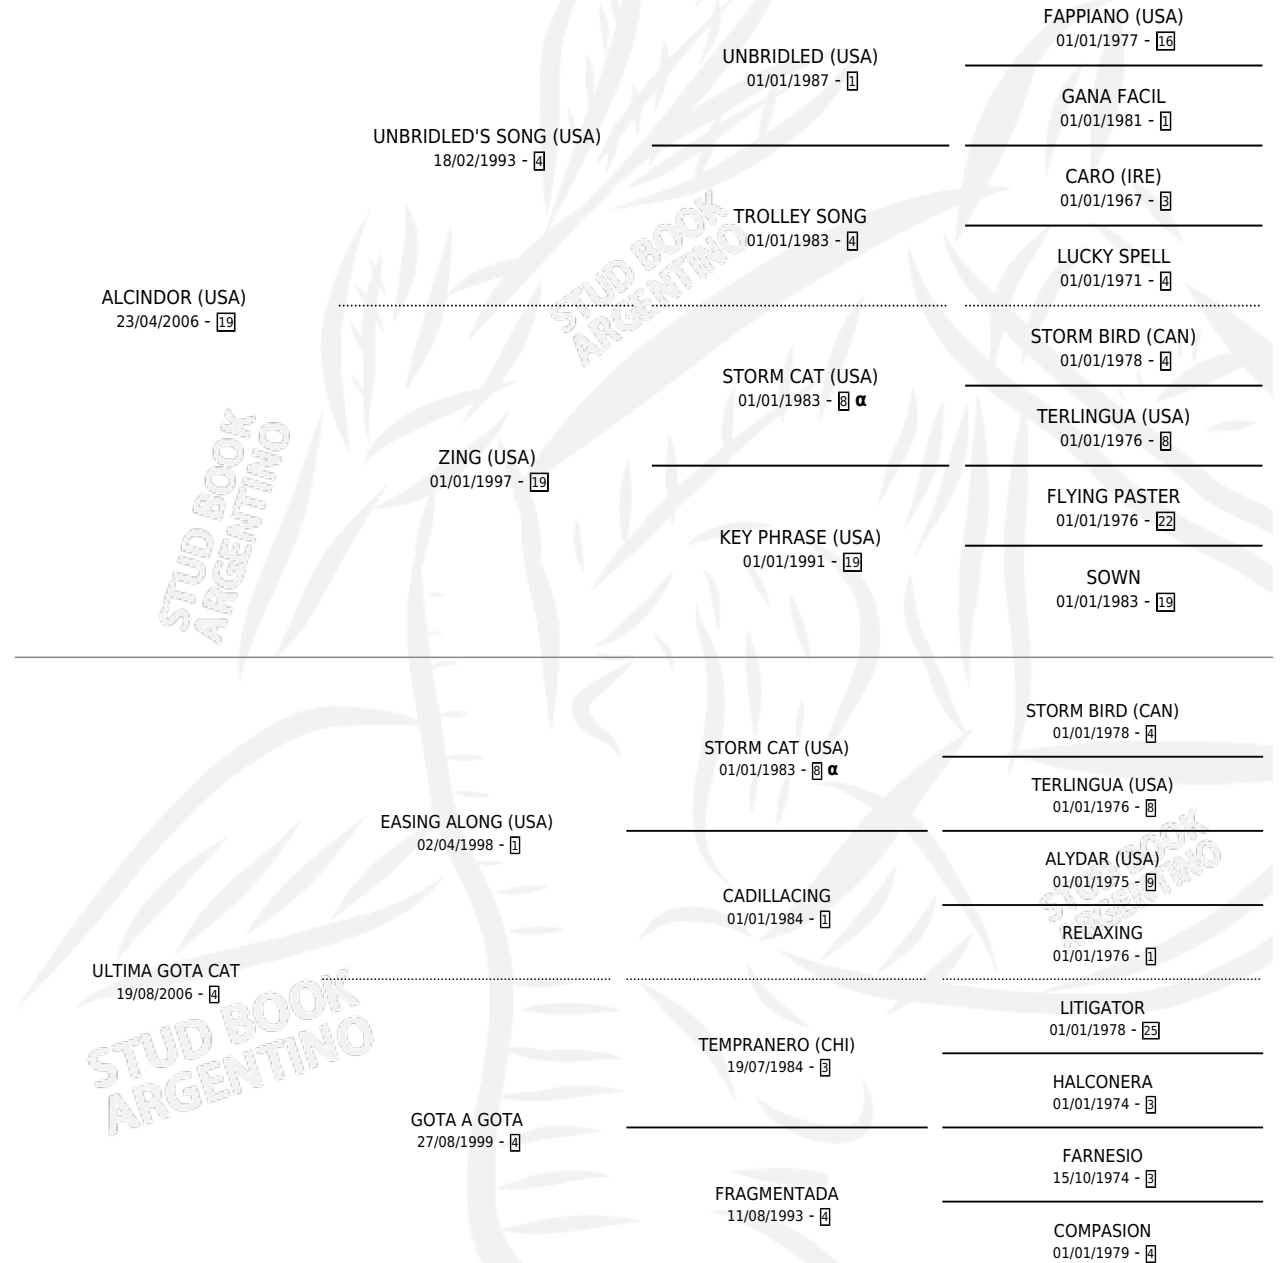 FAPPIANO (USA)
01/01/1977 - 16
UNBRIDLED (USA)
01/01/1987 - 1
GANA FACIL
01/01/1981 - 1
UNBRIDLED'S SONG (USA)
18/02/1993 - 4
CARO (IRE)
01/01/1967 - 3
TROLLEY SONG
01/01/1983 - 4
LUCKY SPELL
01/01/1971 - 4
STUD BOOK
ARGENTINO
ALCINDOR (USA)
23/04/2006 - 19
STORM BIRD (CAN)
01/01/1978 - 4
STORM CAT (USA)
01/01/1983 - 8 α
TERLINGUA (USA)
01/01/1976 - 8
ZING (USA)
01/01/1997 - 19
FLYING PASTER
01/01/1976 - 22
KEY PHRASE (USA)
01/01/1991 - 19
SOWN
01/01/1983 - 19
STUD BOOK
ARGENTINO
STORM BIRD (CAN)
01/01/1978 - 4
STORM CAT (USA)
01/01/1983 - 8 α
TERLINGUA (USA)
01/01/1976 - 8
EASING ALONG (USA)
02/04/1998 - 1
ALYDAR (USA)
01/01/1975 - 9
CADILLACING
01/01/1984 - 1
RELAXING
01/01/1976 - 1
STUD BOOK
ARGENTINO
ULTIMA GOTA CAT
19/08/2006 - 4
LITIGATOR
01/01/1978 - 25
TEMPRANERO (CHI)
19/07/1984 - 3
HALCONERA
01/01/1974 - 3
GOTA A GOTA
27/08/1999 - 4
FARNESIO
15/10/1974 - 3
FRAGMENTADA
11/08/1993 - 4
COMPASION
01/01/1979 - 4
STUD BOOK
ARGENTINO